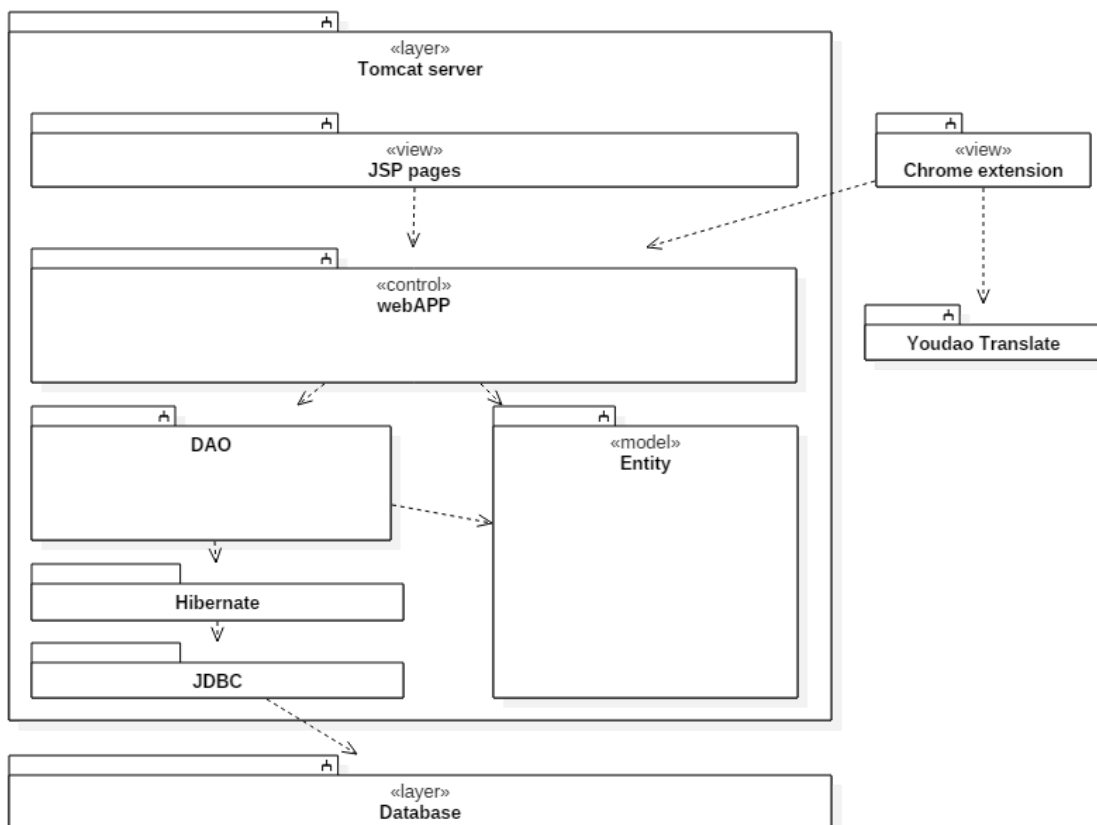 «layer»
Tomcat server
«view»
JSP pages
«view»
Chrome extension
«control»
webAPP
Youdao Translate
DAO
«model»
Entity
Hibernate
JDBC
«layer»
Database